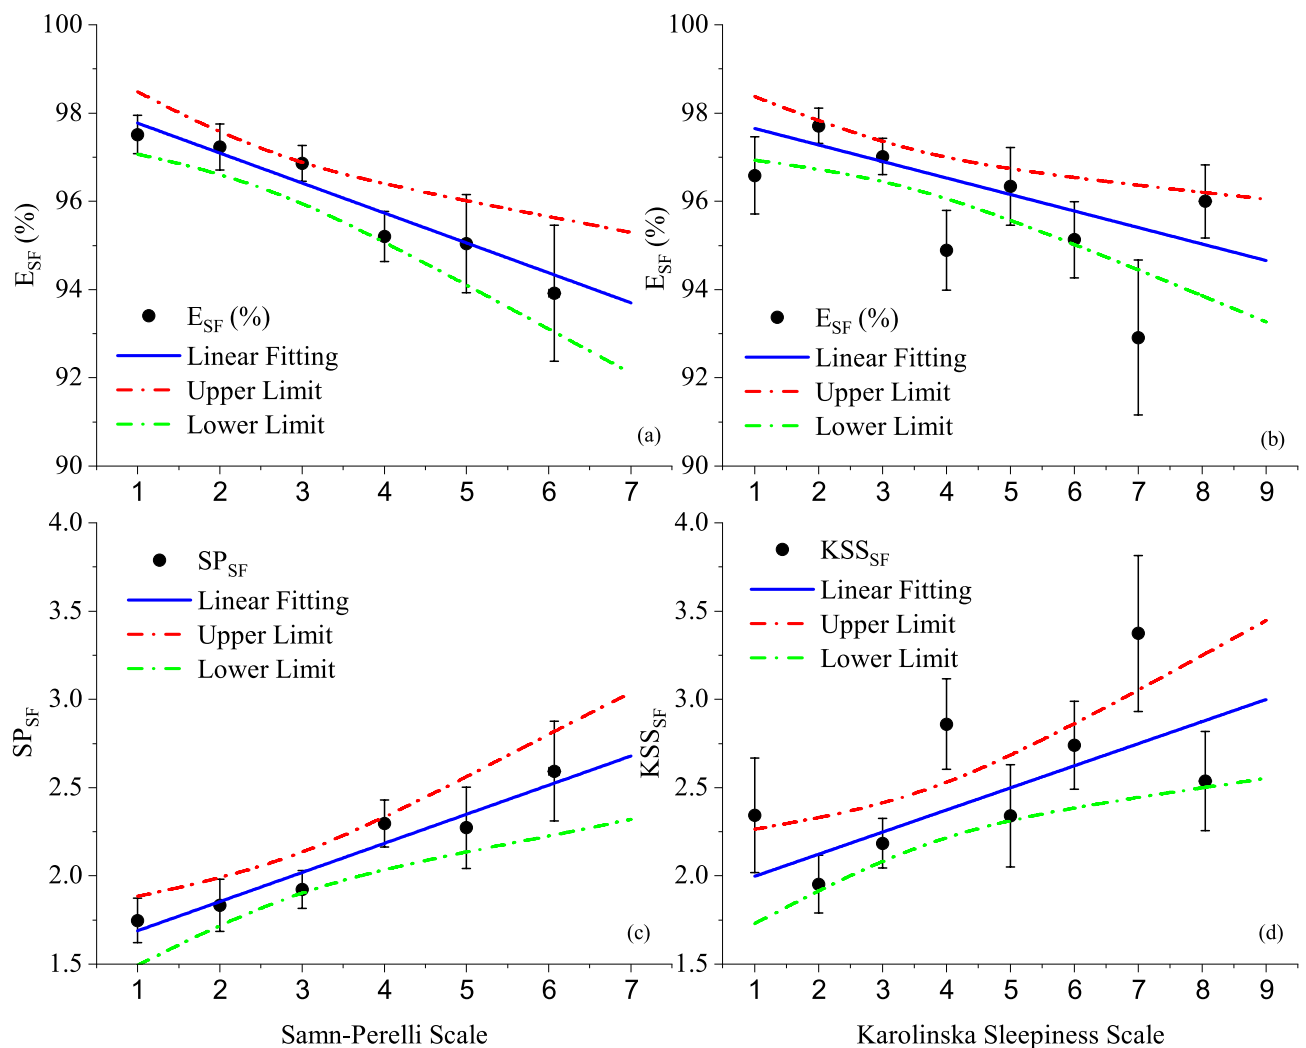 100
98
96
94
92
90
E_SF (%)
E_SF (%)
Linear Fitting
Upper Limit
Lower Limit
(a)
1 2 3 4 5 6 7
100
98
96
94
92
90
E_SF (%)
E_SF (%)
Linear Fitting
Upper Limit
Lower Limit
(b)
1 2 3 4 5 6 7 8 9
4.0
3.5
3.0
2.5
2.0
1.5
SP_SF
SP_SF
Linear Fitting
Upper Limit
Lower Limit
(c)
1 2 3 4 5 6 7
Samn-Perelli Scale
4.0
3.5
3.0
2.5
2.0
1.5
KSS_SF
KSS_SF
Linear Fitting
Upper Limit
Lower Limit
(d)
1 2 3 4 5 6 7 8 9
Karolinska Sleepiness Scale